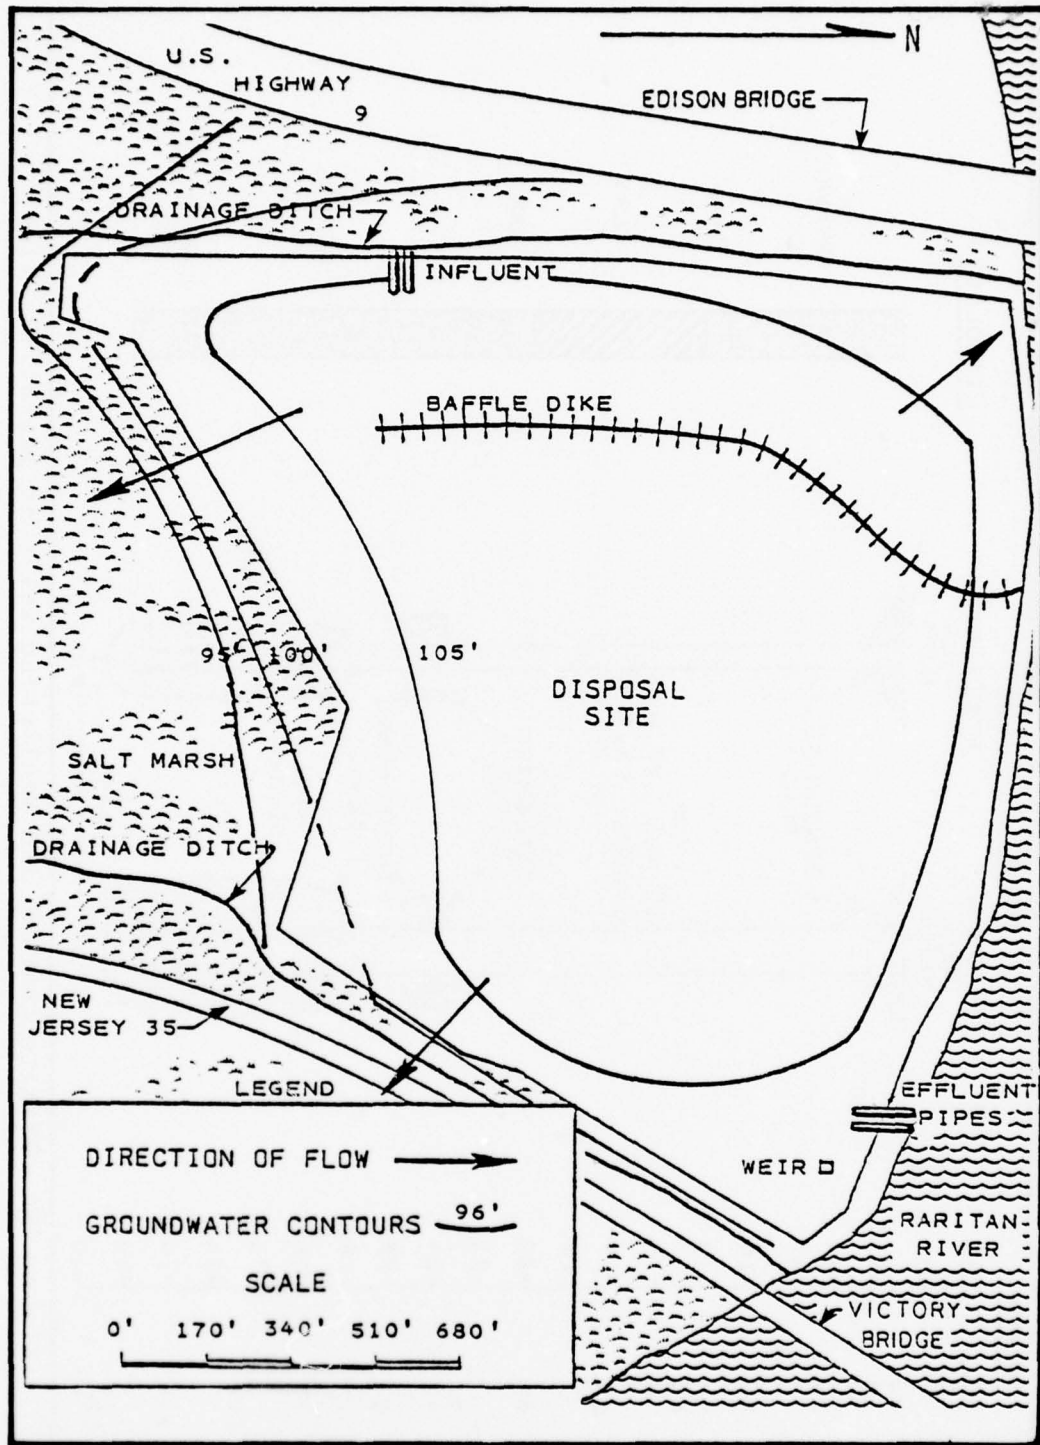 N
U.S.
HIGHWAY
9
EDISON BRIDGE
DRAINAGE DITCH
INFLUENT
BAFFLE DIKE
95'
100'
105'
DISPOSAL
SITE
SALT MARSH
DRAINAGE DITCH
NEW
JERSEY 35
LEGEND
DIRECTION OF FLOW
GROUNDWATER CONTOURS 96'
SCALE
0' 170' 340' 510' 680'
EFFLUENT
PIPES
WEIR
RARITAN
RIVER
VICTORY
BRIDGE